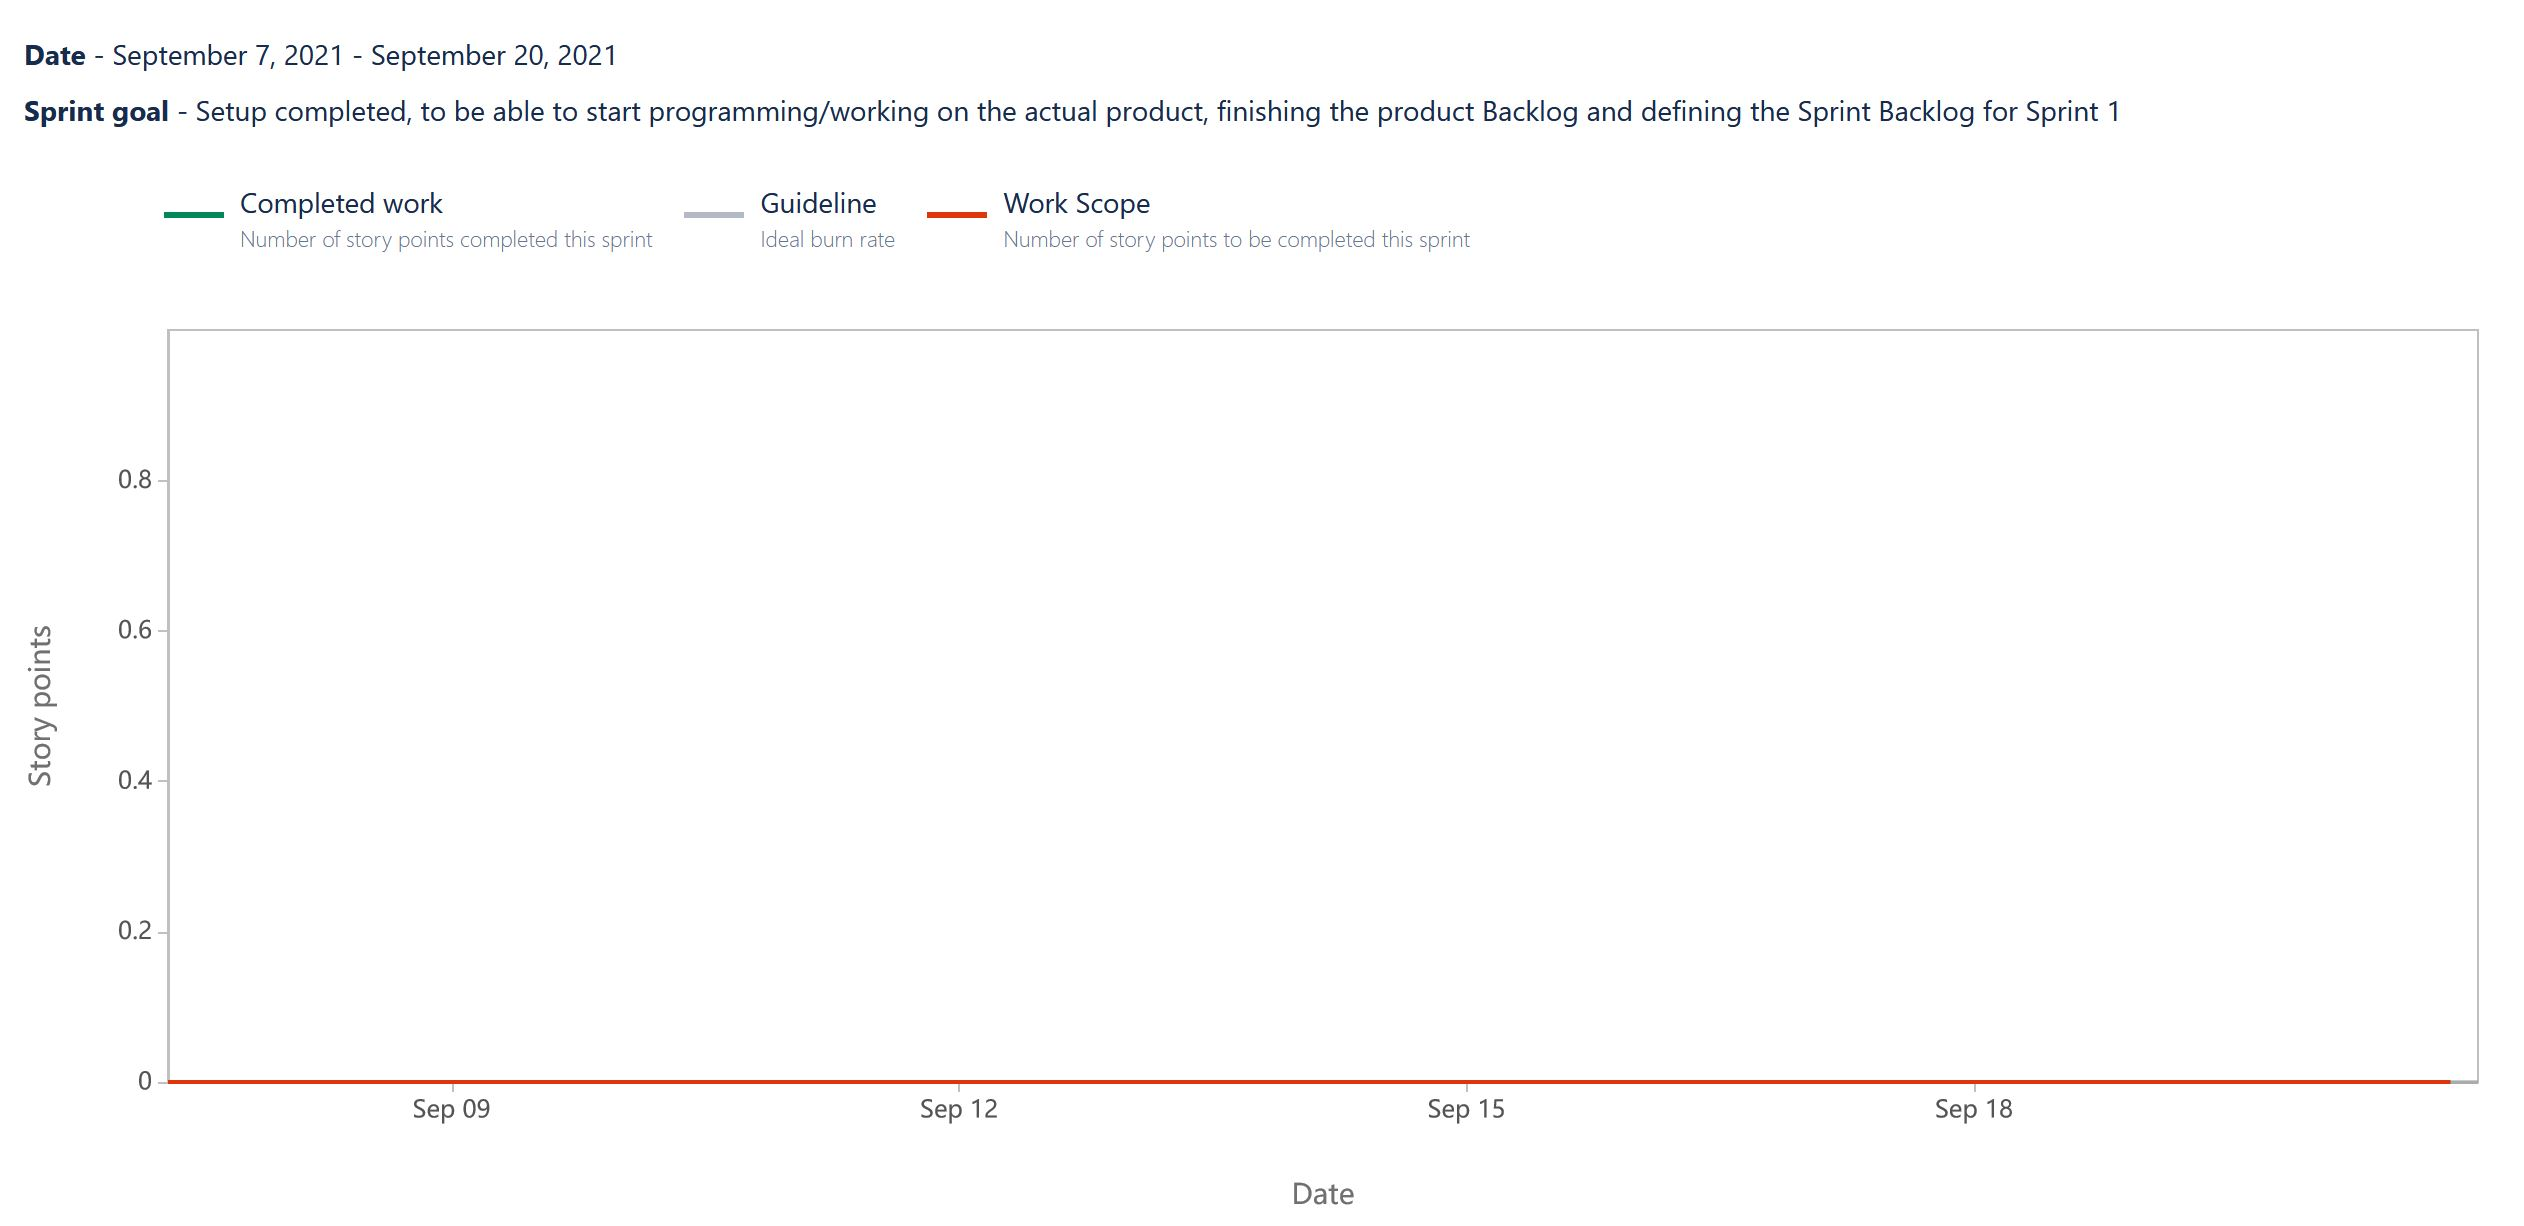 Date - September 7, 2021 - September 20, 2021
Sprint goal - Setup completed, to be able to start programming/working on the actual product, finishing the product Backlog and defining the Sprint Backlog for Sprint 1
Completed work
Number of story points completed this sprint
Guideline
Ideal burn rate
Work Scope
Number of story points to be completed this sprint
Story points
0.8
0.6
0.4
0.2
0
Sep 09 Sep 12 Sep 15 Sep 18
Date